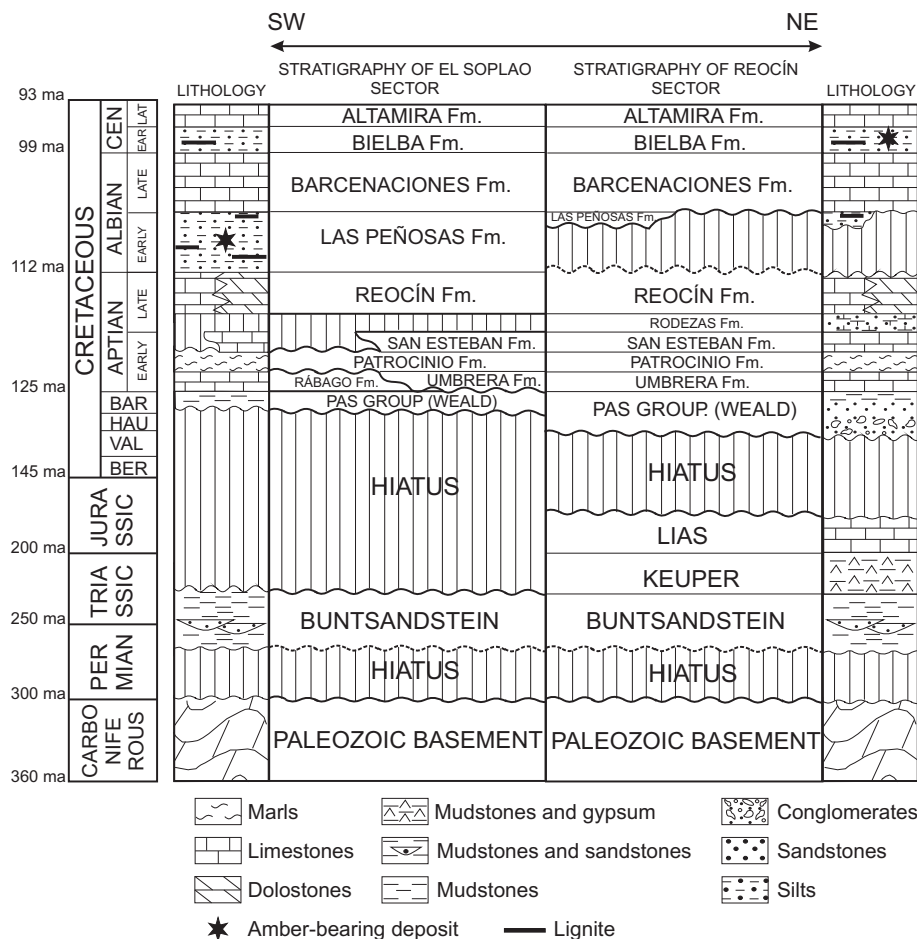 SW
NE
STRATIGRAPHY OF EL SOPLAO
SECTOR
STRATIGRAPHY OF REOCÍN
SECTOR
LITHOLOGY
LITHOLOGY
93 ma
99 ma
112 ma
125 ma
145 ma
200 ma
250 ma
300 ma
360 ma
CRETACEOUS
JURA
SSIC
TRIA
SSIC
PER
MIAN
CARBO
NIFE
ROUS
CEN
ALBIAN
APTIAN
BAR
HAU
VAL
BER
LAT
EAR
LATE
EARLY
LATE
EARLY
ALTAMIRA Fm.
BIELBA Fm.
BARCENACIONES Fm.
LAS PEÑOSAS Fm.
REOCÍN Fm.
SAN ESTEBAN Fm.
PATROCINIO Fm.
RÁBAGO Fm.
UMBRERA Fm.
PAS GROUP (WEALD)
HIATUS
BUNTSANDSTEIN
HIATUS
PALEOZOIC BASEMENT
ALTAMIRA Fm.
BIELBA Fm.
BARCENACIONES Fm.
LAS PEÑOSAS Fm.
REOCÍN Fm.
RODEZAS Fm.
SAN ESTEBAN Fm.
PATROCINIO Fm.
UMBRERA Fm.
PAS GROUP. (WEALD)
HIATUS
LIAS
KEUPER
BUNTSANDSTEIN
HIATUS
PALEOZOIC BASEMENT
Marls
Mudstones and gypsum
Conglomerates
Limestones
Mudstones and sandstones
Sandstones
Dolostones
Mudstones
Silts
Amber-bearing deposit
Lignite